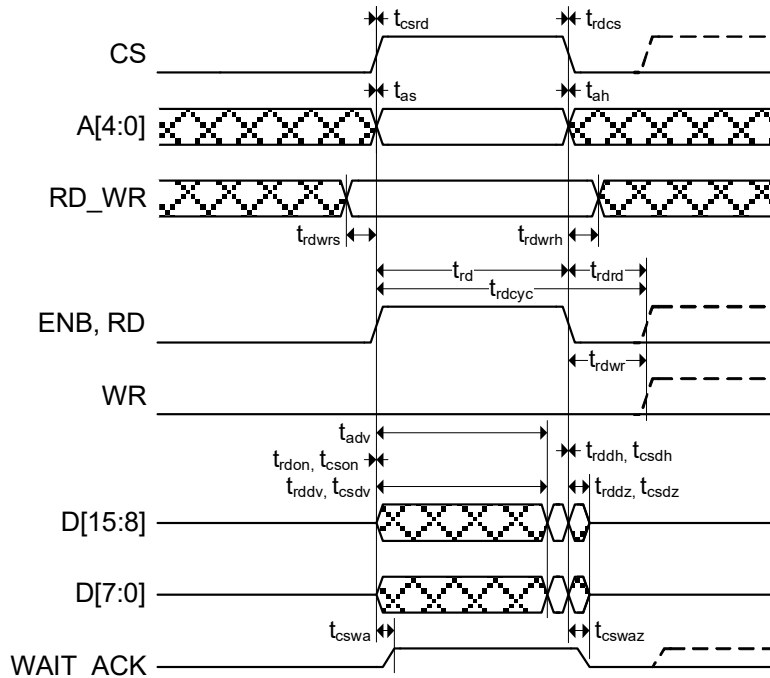 t_csrd t_rdcs
CS
t_as t_ah
A[4:0]
RD_WR
t_rdwrs t_rdwrh
t_rd t_rdrd
t_rdcyc
ENB, RD
t_rdwr
WR
t_adv
t_rdon, t_cson t_rddh, t_csdh
t_rddv, t_csdv t_rddz, t_csdz
D[15:8]
D[7:0]
t_cswa t_cswaz
WAIT_ACK